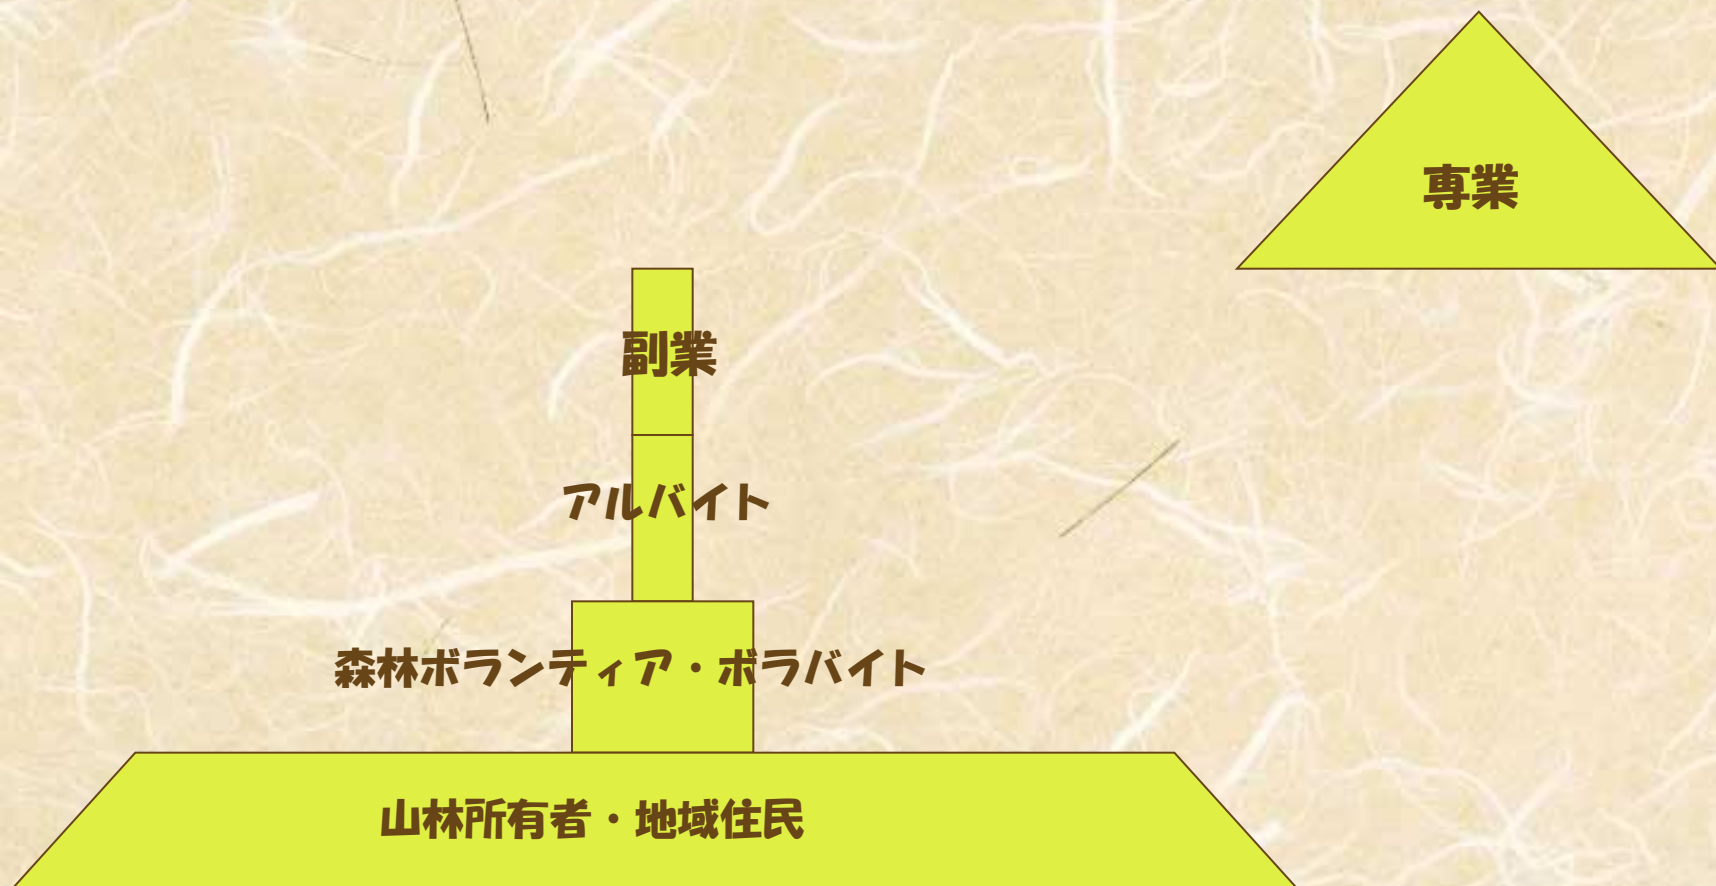 専業
副業
アルバイト
森林ボランティア・ボラバイト
山林所有者・地域住民